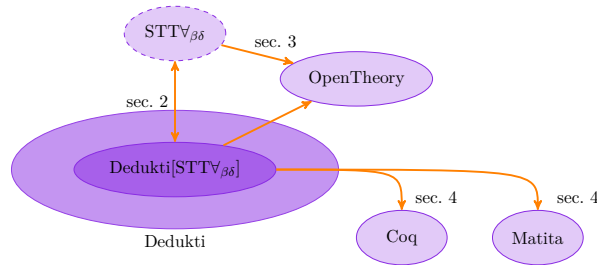 STT∀βδ
sec. 3
OpenTheory
sec. 2
Dedukti[STT∀βδ]
sec. 4
sec. 4
Dedukti
Coq
Matita